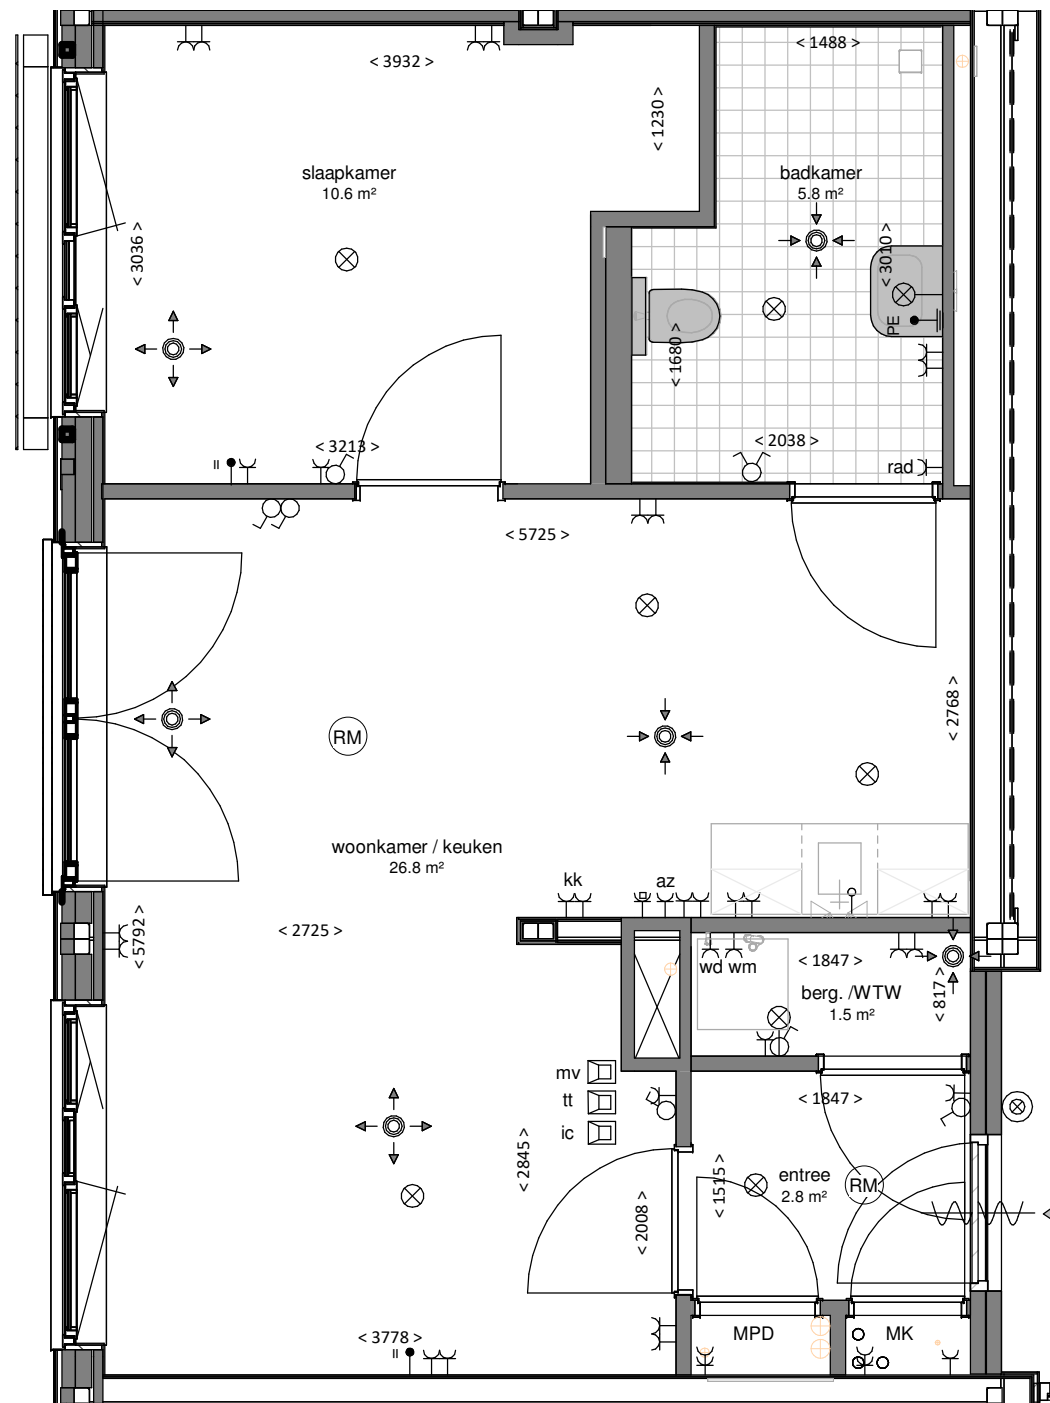 < 1488 >
< 3932 >
< 1230 >
slaapkamer
10.6 m²
badkamer
5.8 m²
< 3036 >
< 3010 >
PE
< 1680 >
< 3213 >
< 2038 >
II
rad
< 5725 >
< 2768 >
RM
woonkamer / keuken
26.8 m²
kk
az
< 5792 >
< 2725 >
wd wm
< 1847 >
berg. /WTW
1.5 m²
< 817 >
mv
tt
ic
< 1847 >
< 2845 >
< 1515 >
entree
2.8 m²
RM
< 2008 >
< 3778 >
II
MPD
MK